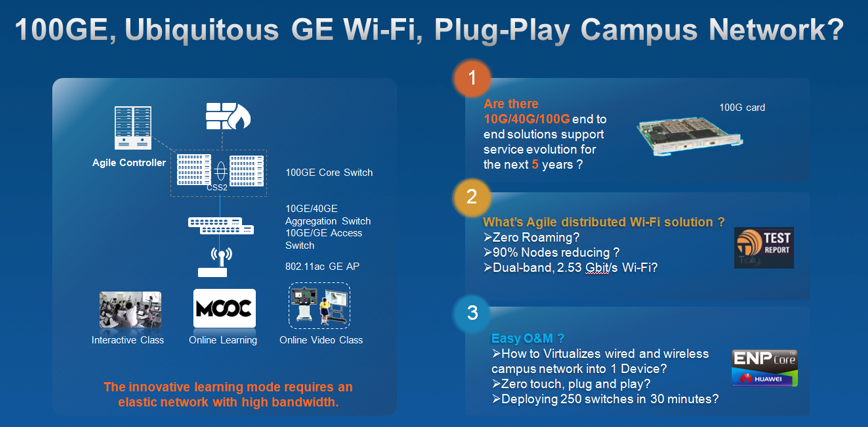 100GE, Ubiquitous GE Wi-Fi, Plug-Play Campus Network?
Agile Controller
CSS2
100GE Core Switch
10GE/40GE
Aggregation Switch
10GE/GE Access
Switch
802.11ac GE AP
MOOC
Interactive Class
Online Learning
Online Video Class
The innovative learning mode requires an
elastic network with high bandwidth.
1
Are there
10G/40G/100G end to
end solutions support
service evolution for
the next 5 years ?
100G card
2
What's Agile distributed Wi-Fi solution ?
➢Zero Roaming?
➢90% Nodes reducing ?
➢Dual-band, 2.53 Gbit/s Wi-Fi?
Tolly
TEST
REPORT
3
Easy O&M ?
➢How to Virtualizes wired and wireless
campus network into 1 Device?
➢Zero touch, plug and play?
➢Deploying 250 switches in 30 minutes?
ENP
Core
HUAWEI